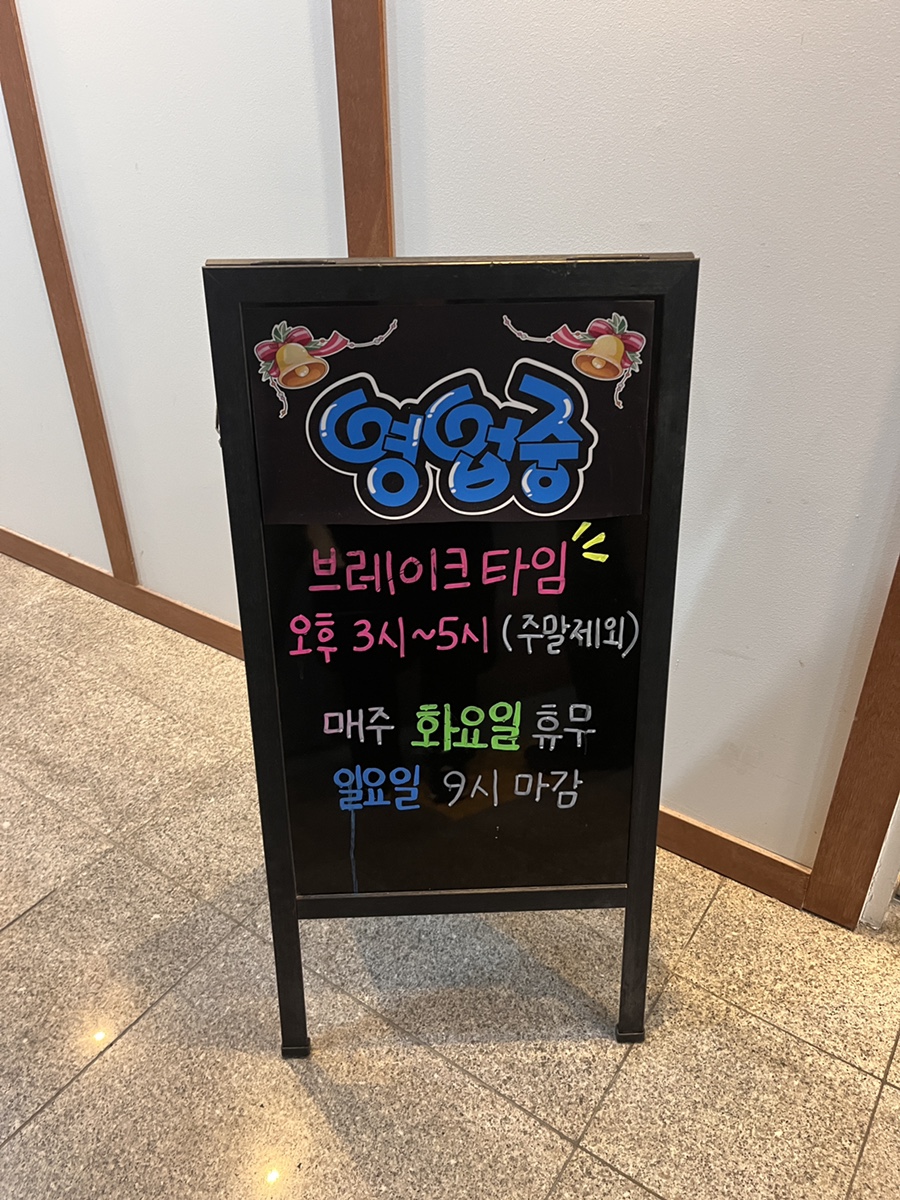 영업중
브레이크타임
오후 3시~5시 (주말제외)
매주 화요일 휴무
일요일 9시 마감